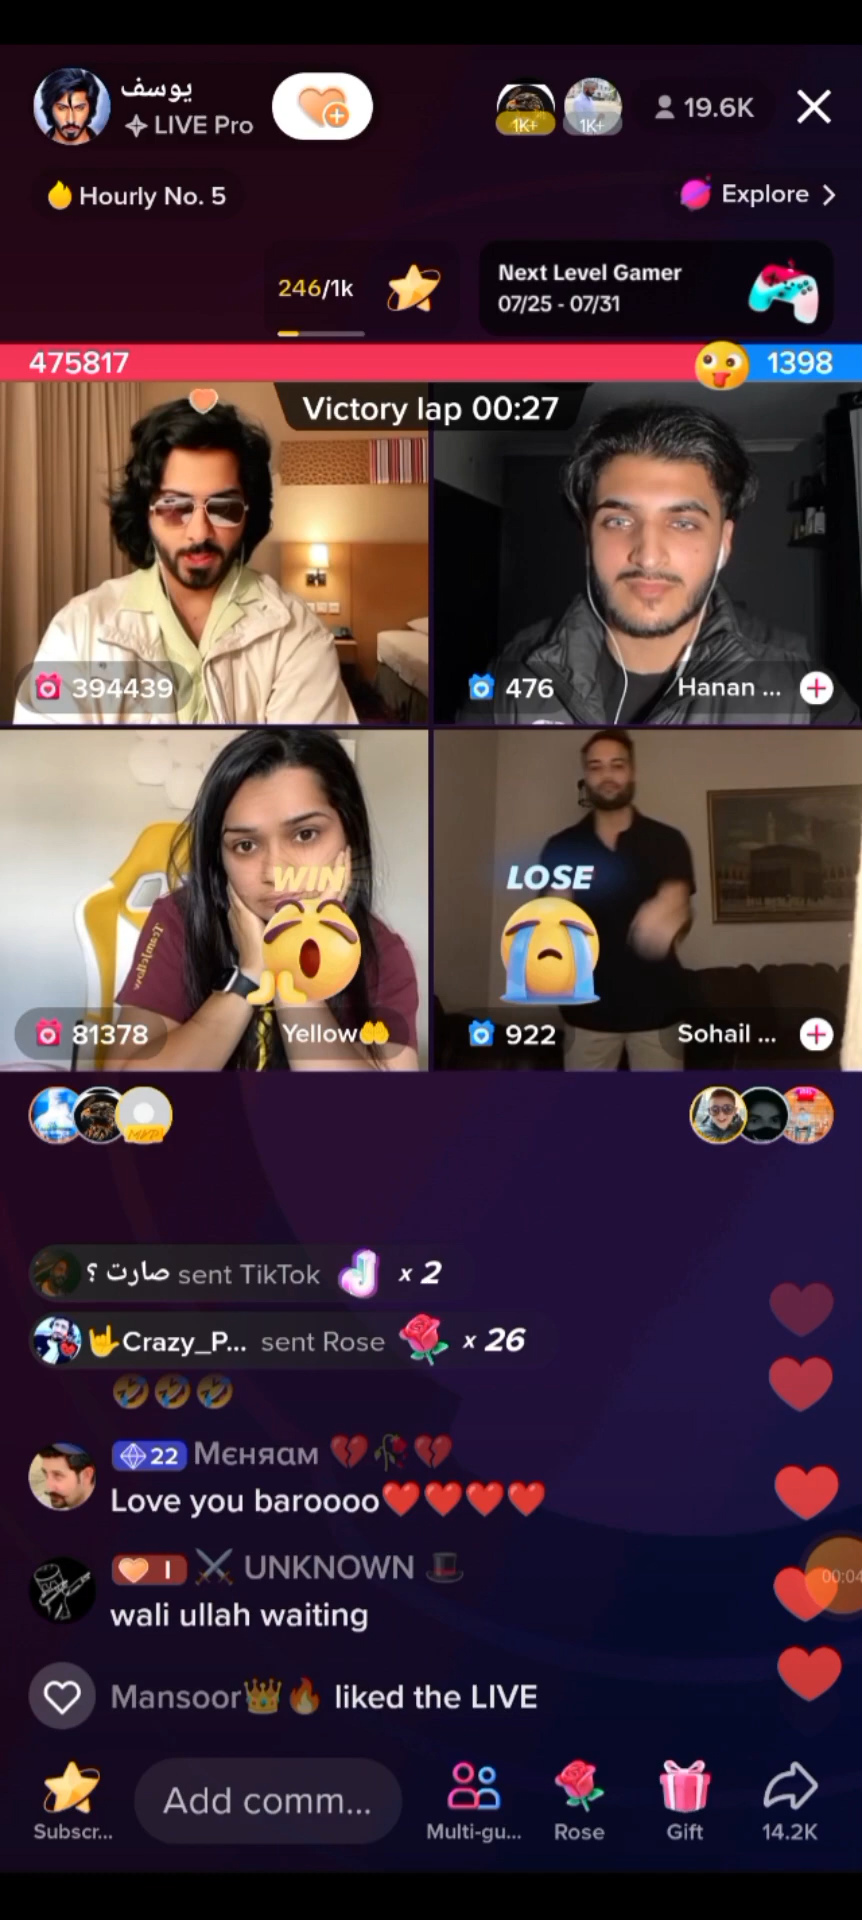 يوسف
LIVE Pro
1K+
1K+
19.6K
Hourly No. 5
Explore
246/1k
Next Level Gamer
07/25 - 07/31
475817
1398
Victory lap 00:27
394439
476
Hanan ...
WIN
LOSE
81378
Yellow
922
Sohail ...
صارت ؟ sent TikTok x 2
Crazy_P... sent Rose x 26
22 Мєняαм
Love you baroooo
I UNKNOWN
wali ullah waiting
00:04
Mansoor liked the LIVE
Add comm...
Subscr...
Multi-gu...
Rose
Gift
14.2K